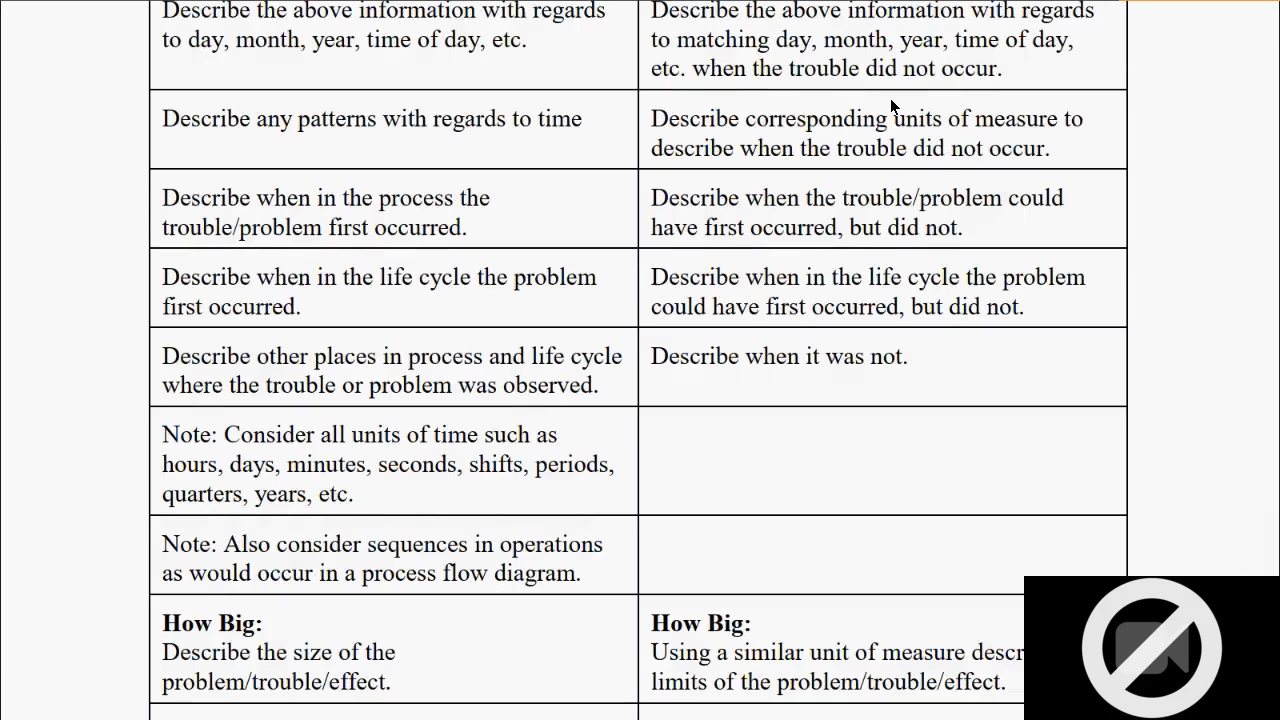 Describe the above information with regards
to day, month, year, time of day, etc.
Describe the above information with regards
to matching day, month, year, time of day,
etc. when the trouble did not occur.
Describe any patterns with regards to time
Describe corresponding units of measure to
describe when the trouble did not occur.
Describe when in the process the
trouble/problem first occurred.
Describe when the trouble/problem could
have first occurred, but did not.
Describe when in the life cycle the problem
first occurred.
Describe when in the life cycle the problem
could have first occurred, but did not.
Describe other places in process and life cycle
where the trouble or problem was observed.
Describe when it was not.
Note: Consider all units of time such as
hours, days, minutes, seconds, shifts, periods,
quarters, years, etc.
Note: Also consider sequences in operations
as would occur in a process flow diagram.
How Big:
Describe the size of the
problem/trouble/effect.
How Big:
Using a similar unit of measure
limits of the problem/trouble/effect.